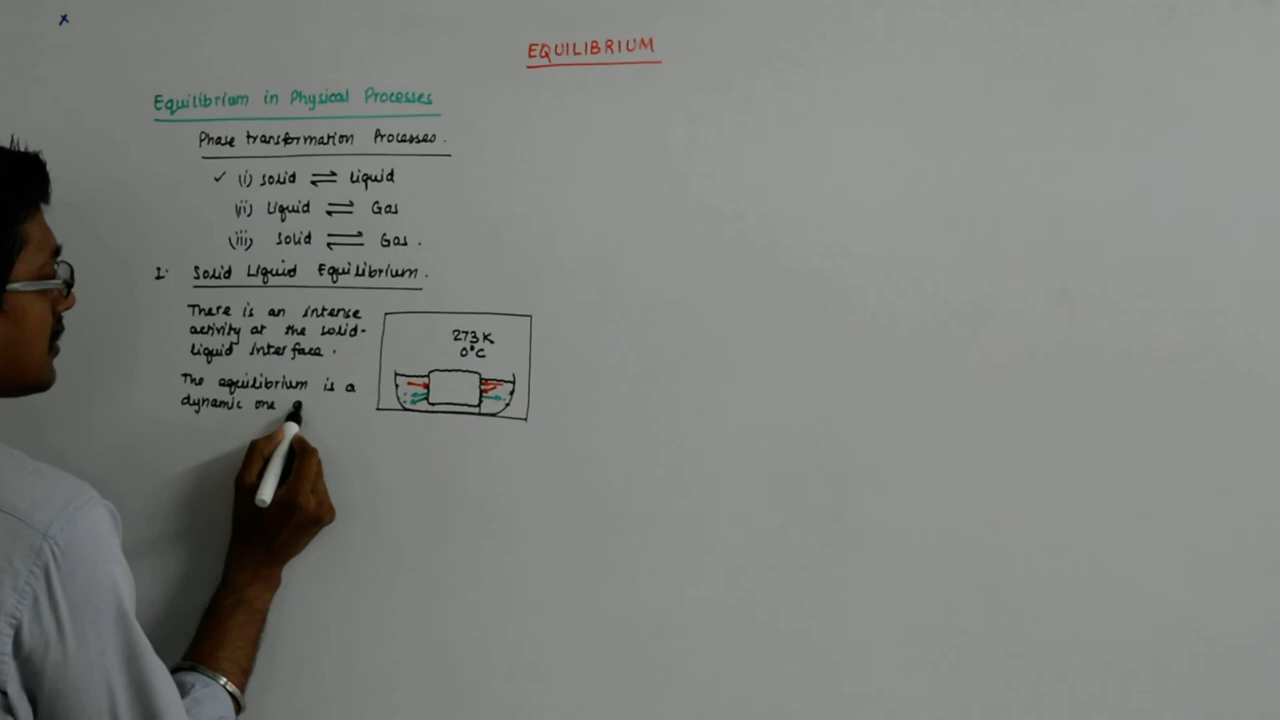 EQUILIBRIUM
Equilibrium in Physical Processes
Phase transformation Processes.
✓ (i) Solid ⇌ Liquid
(ii) Liquid ⇌ Gas
(iii) Solid ⇌ Gas.
I. Solid Liquid Equilibrium.
There is an intense
activity at the solid-
liquid interface.
The equilibrium is a
dynamic one
273 K
0°C